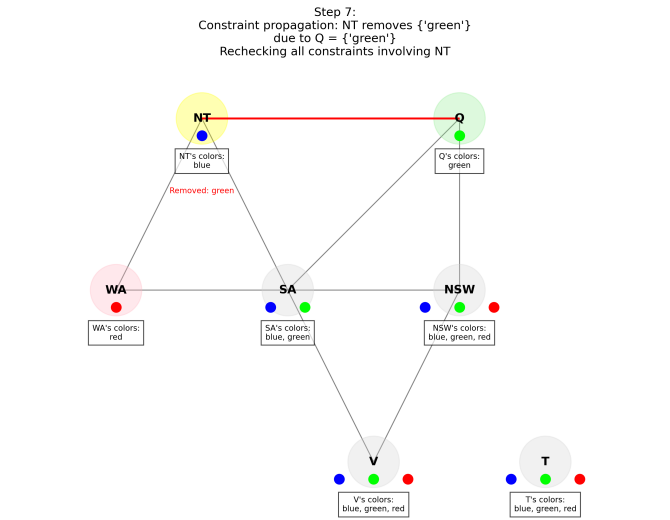 Step 7:
Constraint propagation: NT removes {'green'}
due to Q = {'green'}
Rechecking all constraints involving NT
NT
Q
NT's colors:
blue
Q's colors:
green
Removed: green
WA
SA
NSW
WA's colors:
red
SA's colors:
blue, green
NSW's colors:
blue, green, red
V
T
V's colors:
blue, green, red
T's colors:
blue, green, red